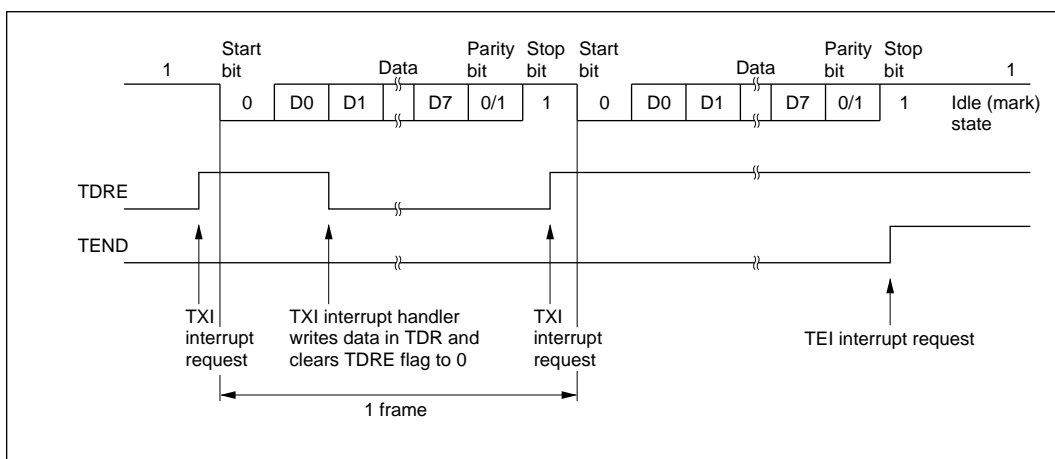 1
Start
bit
Data
Parity
bit
Stop
bit
Start
bit
Data
Parity
bit
Stop
bit
1
0
D0
D1
D7
0/1
1
0
D0
D1
D7
0/1
1
Idle (mark)
state
TDRE
TEND
TXI
interrupt
request
TXI interrupt handler
writes data in TDR and
clears TDRE flag to 0
TXI
interrupt
request
TEI interrupt request
1 frame